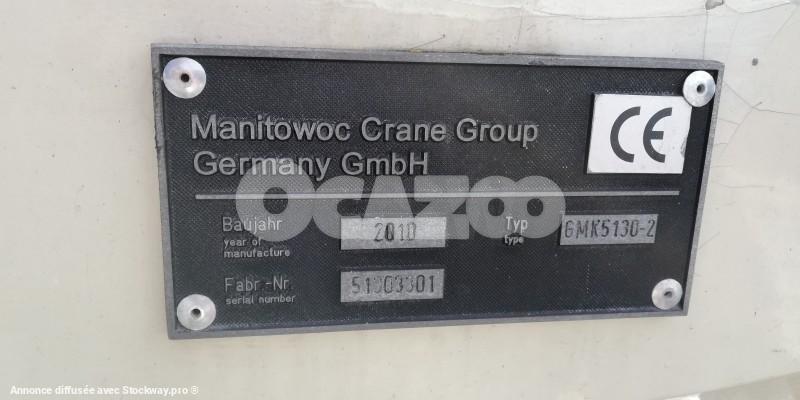 Manitowoc Crane Group
Germany GmbH
CE
OCAZOO
Baujahr
year of
manufacture
2010
Typ
type
GMK5130-2
Fabr.-Nr.
serial number
Annonce diffusée avec Stockway.pro ®